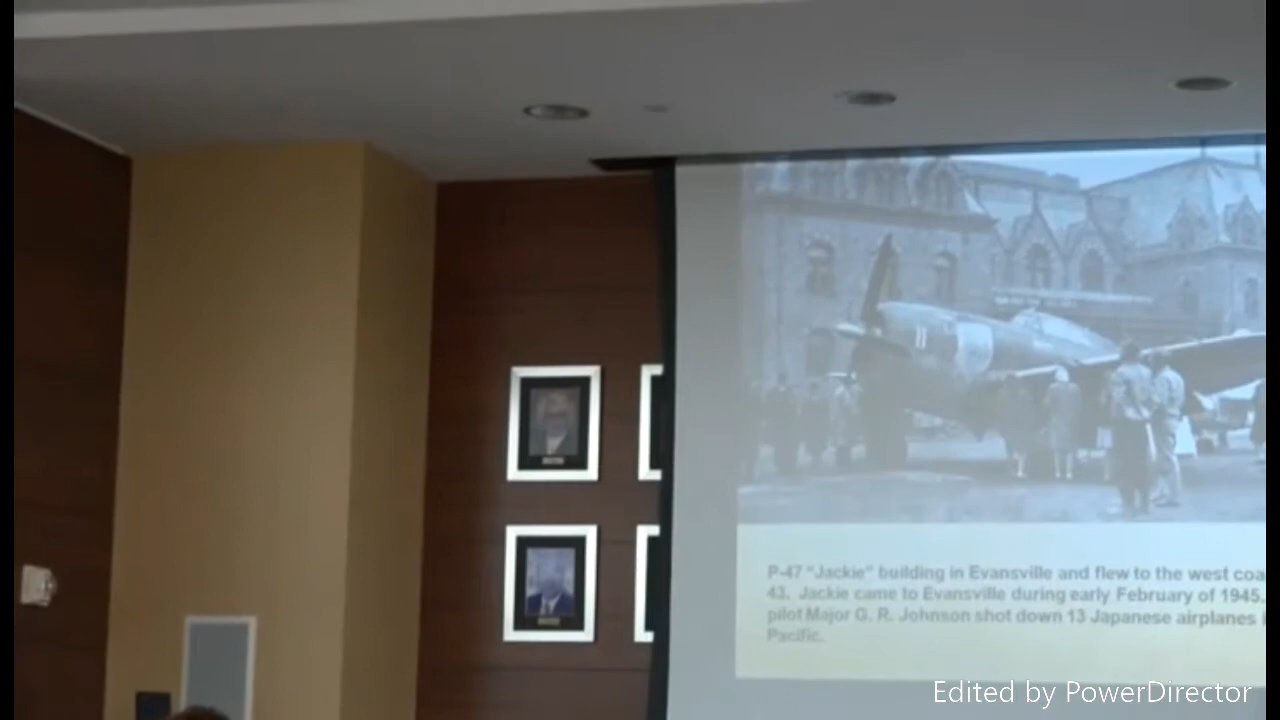 P-47 "Jackie" building in Evansville and flew to the west coa
43. Jackie came to Evansville during early February of 1945.
pilot Major G. R. Johnson shot down 13 Japanese airplanes i
Pacific.
Edited by PowerDirector